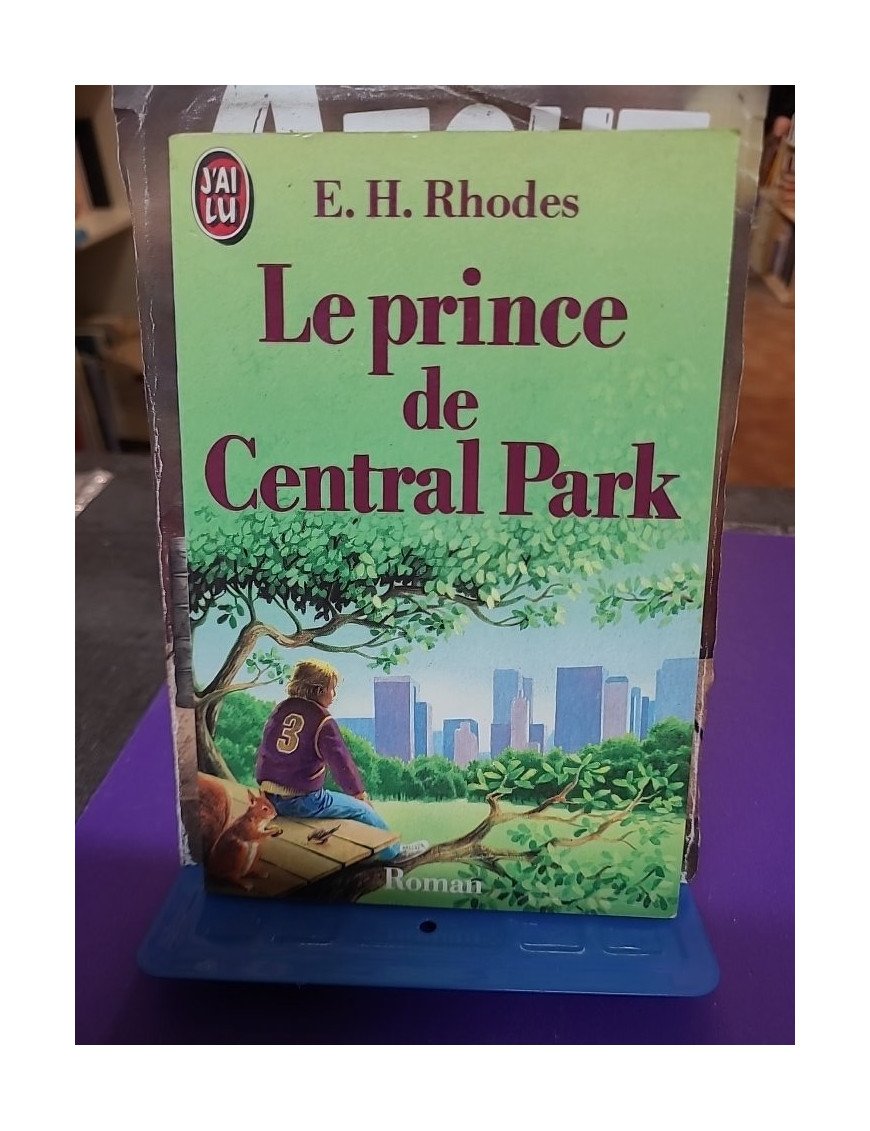 J'AI
LU
E. H. Rhodes
Le prince
de
Central Park
3
Roman